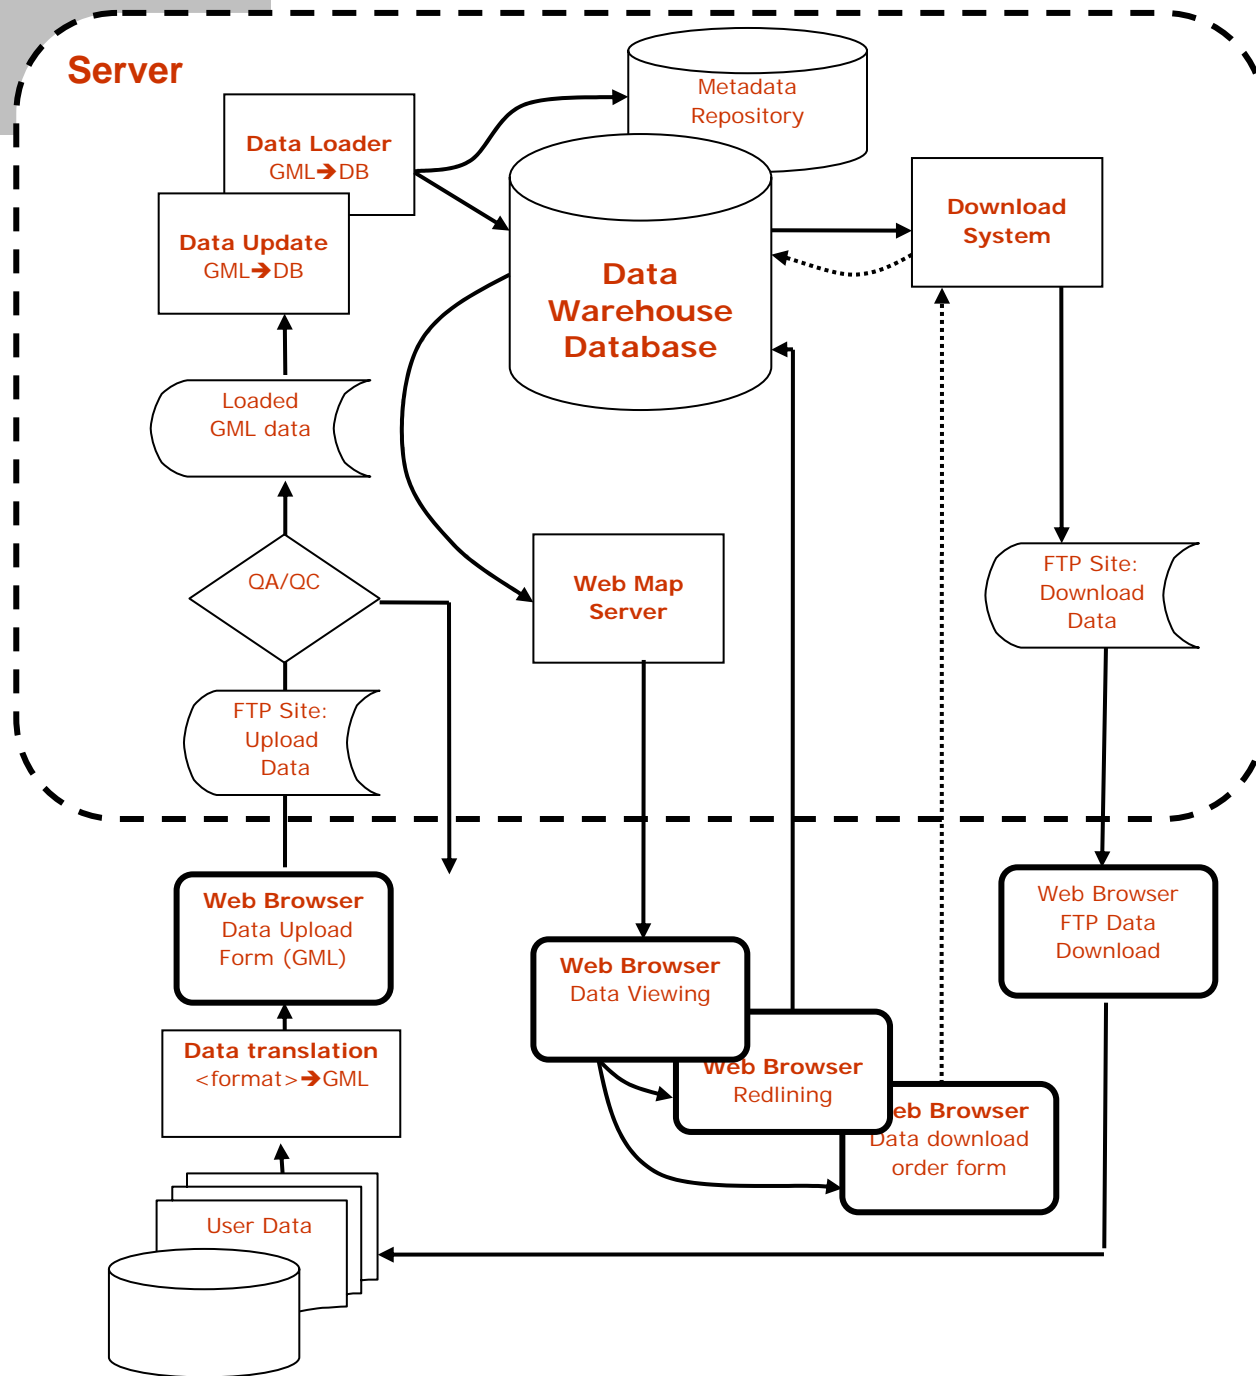 Server
Metadata
Repository
Data Loader
GML➔DB
Data Update
GML➔DB
Download
System
Data
Warehouse
Database
Loaded
GML data
QA/QC
Web Map
Server
FTP Site:
Download
Data
FTP Site:
Upload
Data
Web Browser
Data Upload
Form (GML)
Web Browser
FTP Data
Download
Web Browser
Data Viewing
Data translation
<format>➔GML
Web Browser
Redlining
Web Browser
Data download
order form
User Data